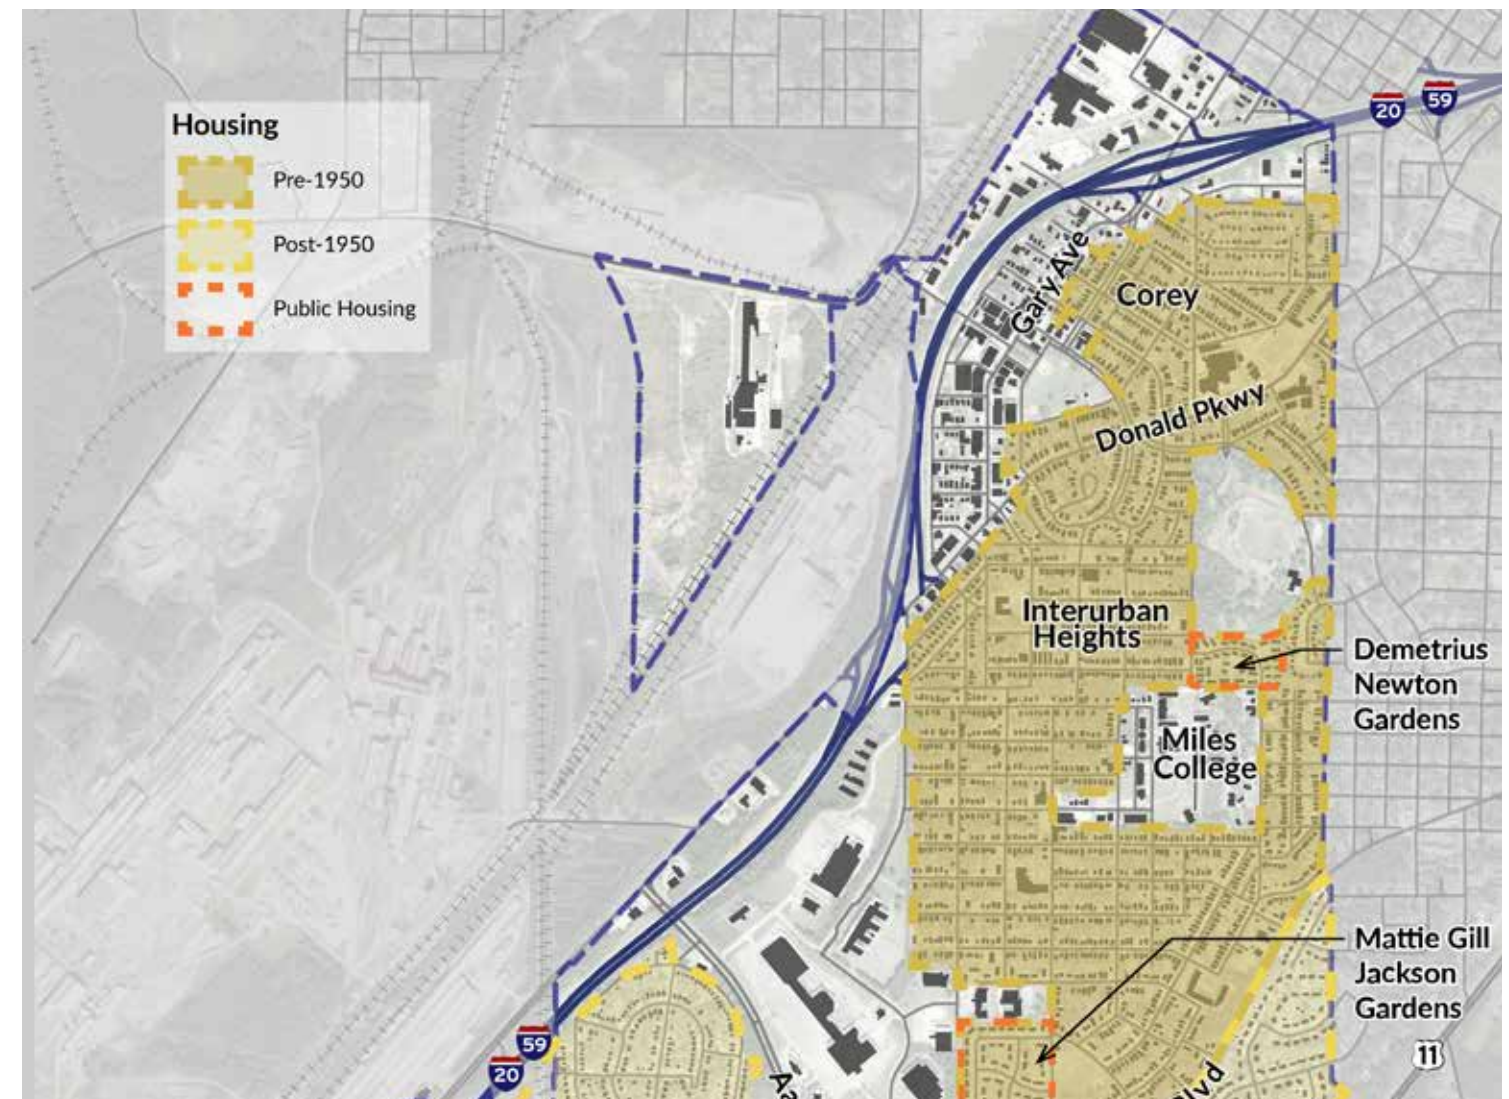 Housing
Pre-1950
Post-1950
Public Housing
20
59
Gary Ave
Corey
Donald Pkwy
Interurban
Heights
Demetrius
Newton
Gardens
Miles
College
Mattie Gill
Jackson
Gardens
59
20
11
Blvd